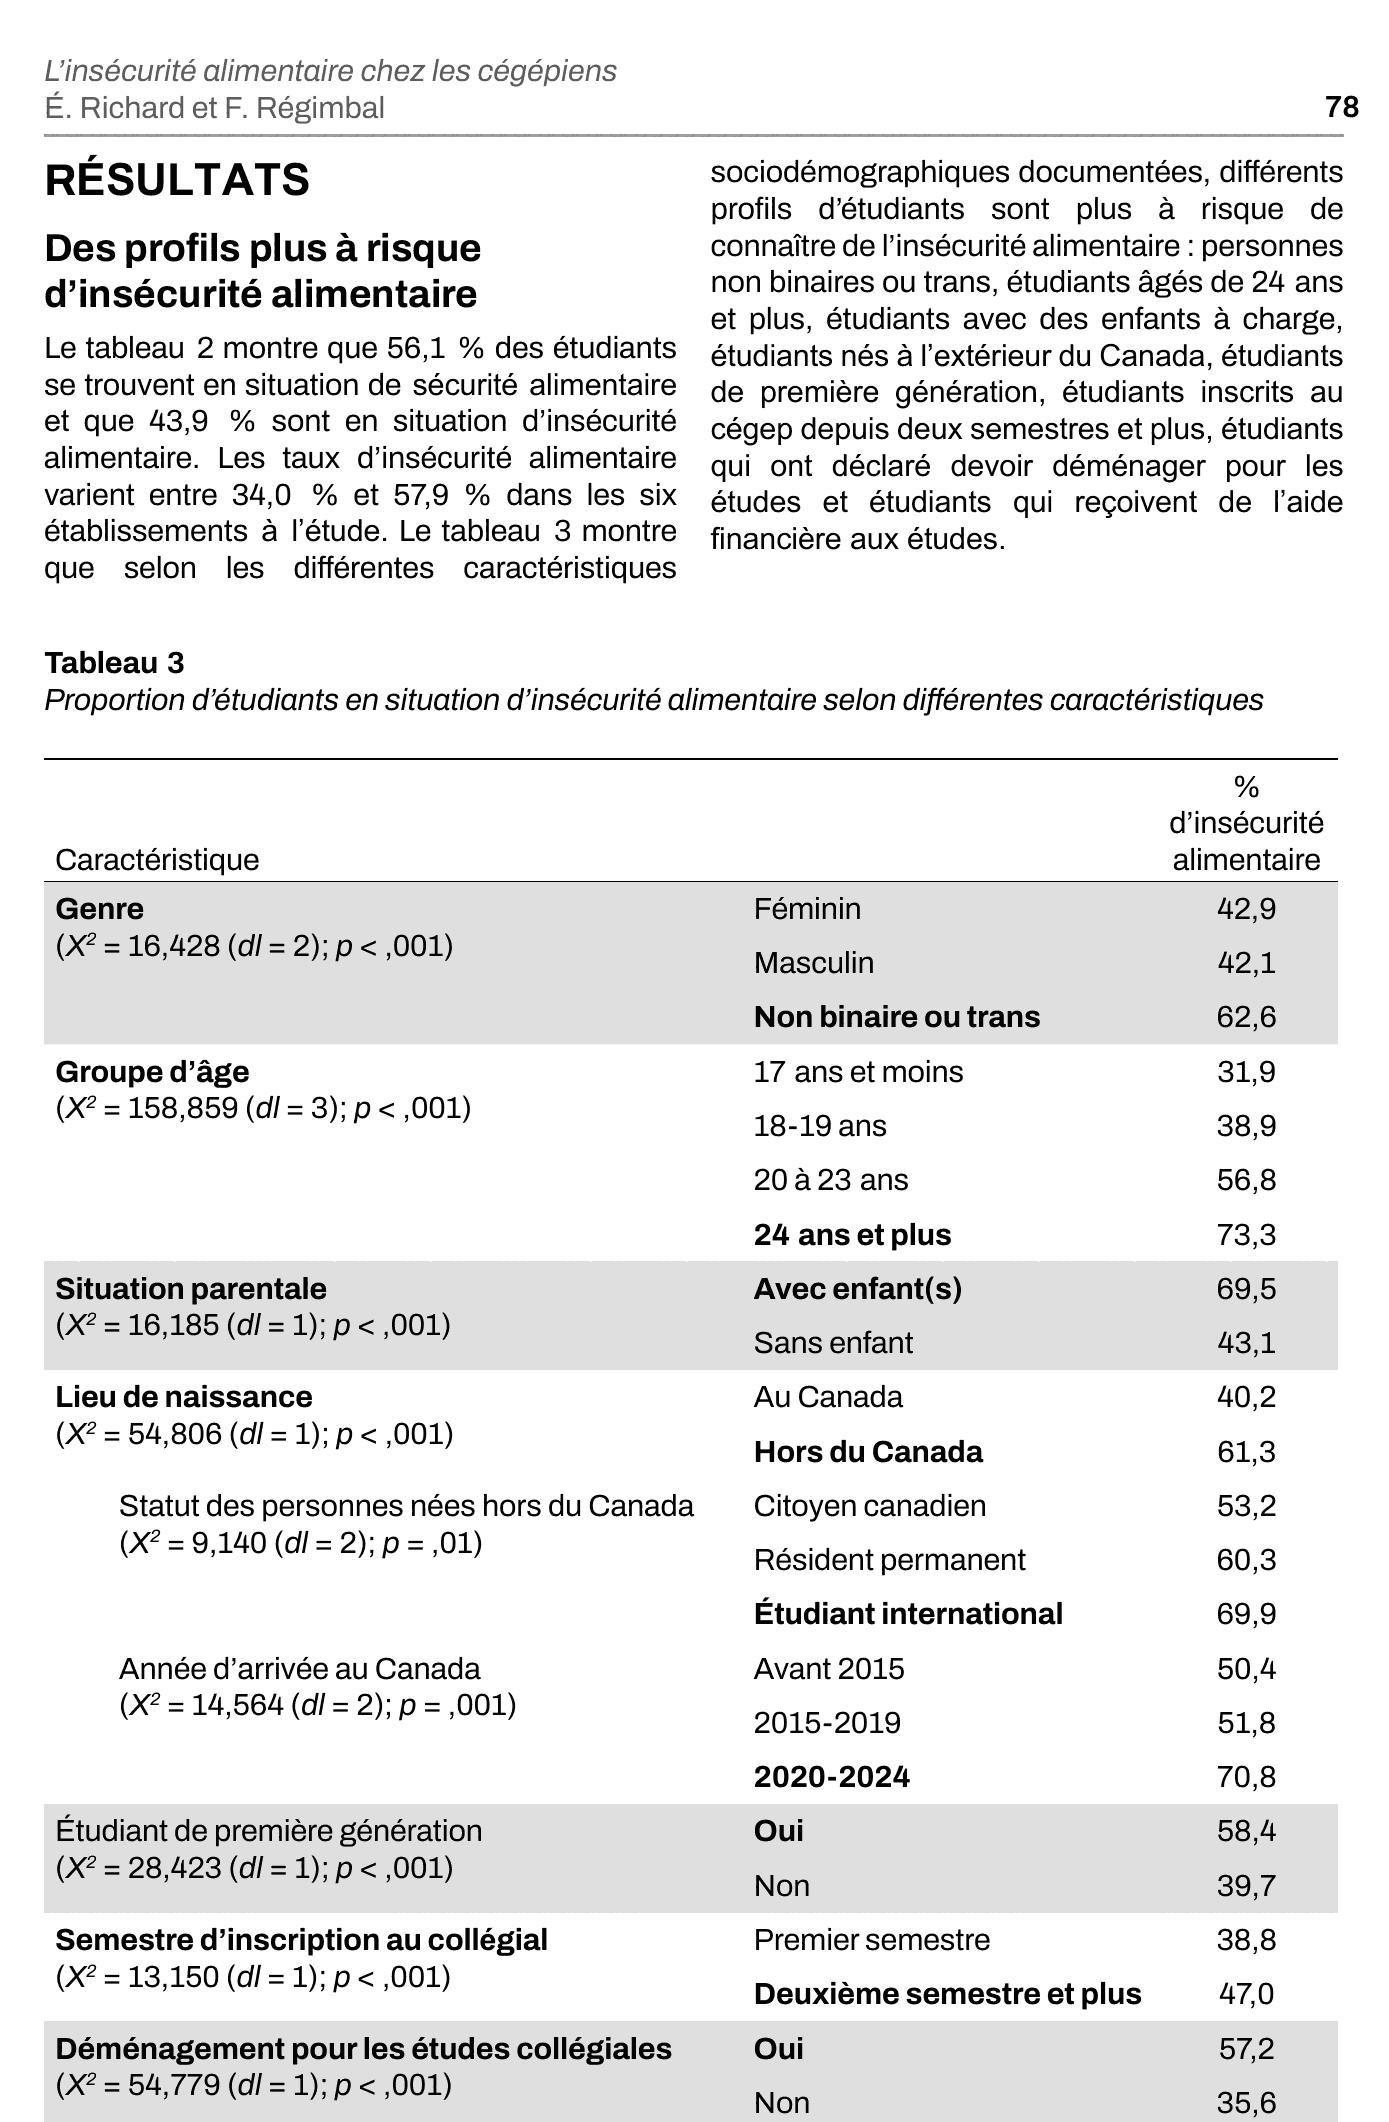 L’insécurité alimentaire chez les cégépiens
É. Richard et F. Régimbal
78
RÉSULTATS
Des profils plus à risque
d’insécurité alimentaire
Le tableau 2 montre que 56,1 % des étudiants
se trouvent en situation de sécurité alimentaire
et que 43,9 % sont en situation d’insécurité
alimentaire. Les taux d’insécurité alimentaire
varient entre 34,0 % et 57,9 % dans les six
établissements à l’étude. Le tableau 3 montre
que selon les différentes caractéristiques
sociodémographiques documentées, différents
profils d’étudiants sont plus à risque de
connaître de l’insécurité alimentaire : personnes
non binaires ou trans, étudiants âgés de 24 ans
et plus, étudiants avec des enfants à charge,
étudiants nés à l’extérieur du Canada, étudiants
de première génération, étudiants inscrits au
cégep depuis deux semestres et plus, étudiants
qui ont déclaré devoir déménager pour les
études et étudiants qui reçoivent de l’aide
financière aux études.
Tableau 3
Proportion d’étudiants en situation d’insécurité alimentaire selon différentes caractéristiques
%
d’insécurité
Caractéristique alimentaire
Genre Féminin 42,9
(X² = 16,428 (dl = 2); p < ,001)
Masculin 42,1
Non binaire ou trans 62,6
Groupe d’âge 17 ans et moins 31,9
(X² = 158,859 (dl = 3); p < ,001)
18-19 ans 38,9
20 à 23 ans 56,8
24 ans et plus 73,3
Situation parentale Avec enfant(s) 69,5
(X² = 16,185 (dl = 1); p < ,001)
Sans enfant 43,1
Lieu de naissance Au Canada 40,2
(X² = 54,806 (dl = 1); p < ,001)
Hors du Canada 61,3
Statut des personnes nées hors du Canada Citoyen canadien 53,2
(X² = 9,140 (dl = 2); p = ,01)
Résident permanent 60,3
Étudiant international 69,9
Année d’arrivée au Canada Avant 2015 50,4
(X² = 14,564 (dl = 2); p = ,001)
2015-2019 51,8
2020-2024 70,8
Étudiant de première génération Oui 58,4
(X² = 28,423 (dl = 1); p < ,001)
Non 39,7
Semestre d’inscription au collégial Premier semestre 38,8
(X² = 13,150 (dl = 1); p < ,001)
Deuxième semestre et plus 47,0
Déménagement pour les études collégiales Oui 57,2
(X² = 54,779 (dl = 1); p < ,001)
Non 35,6